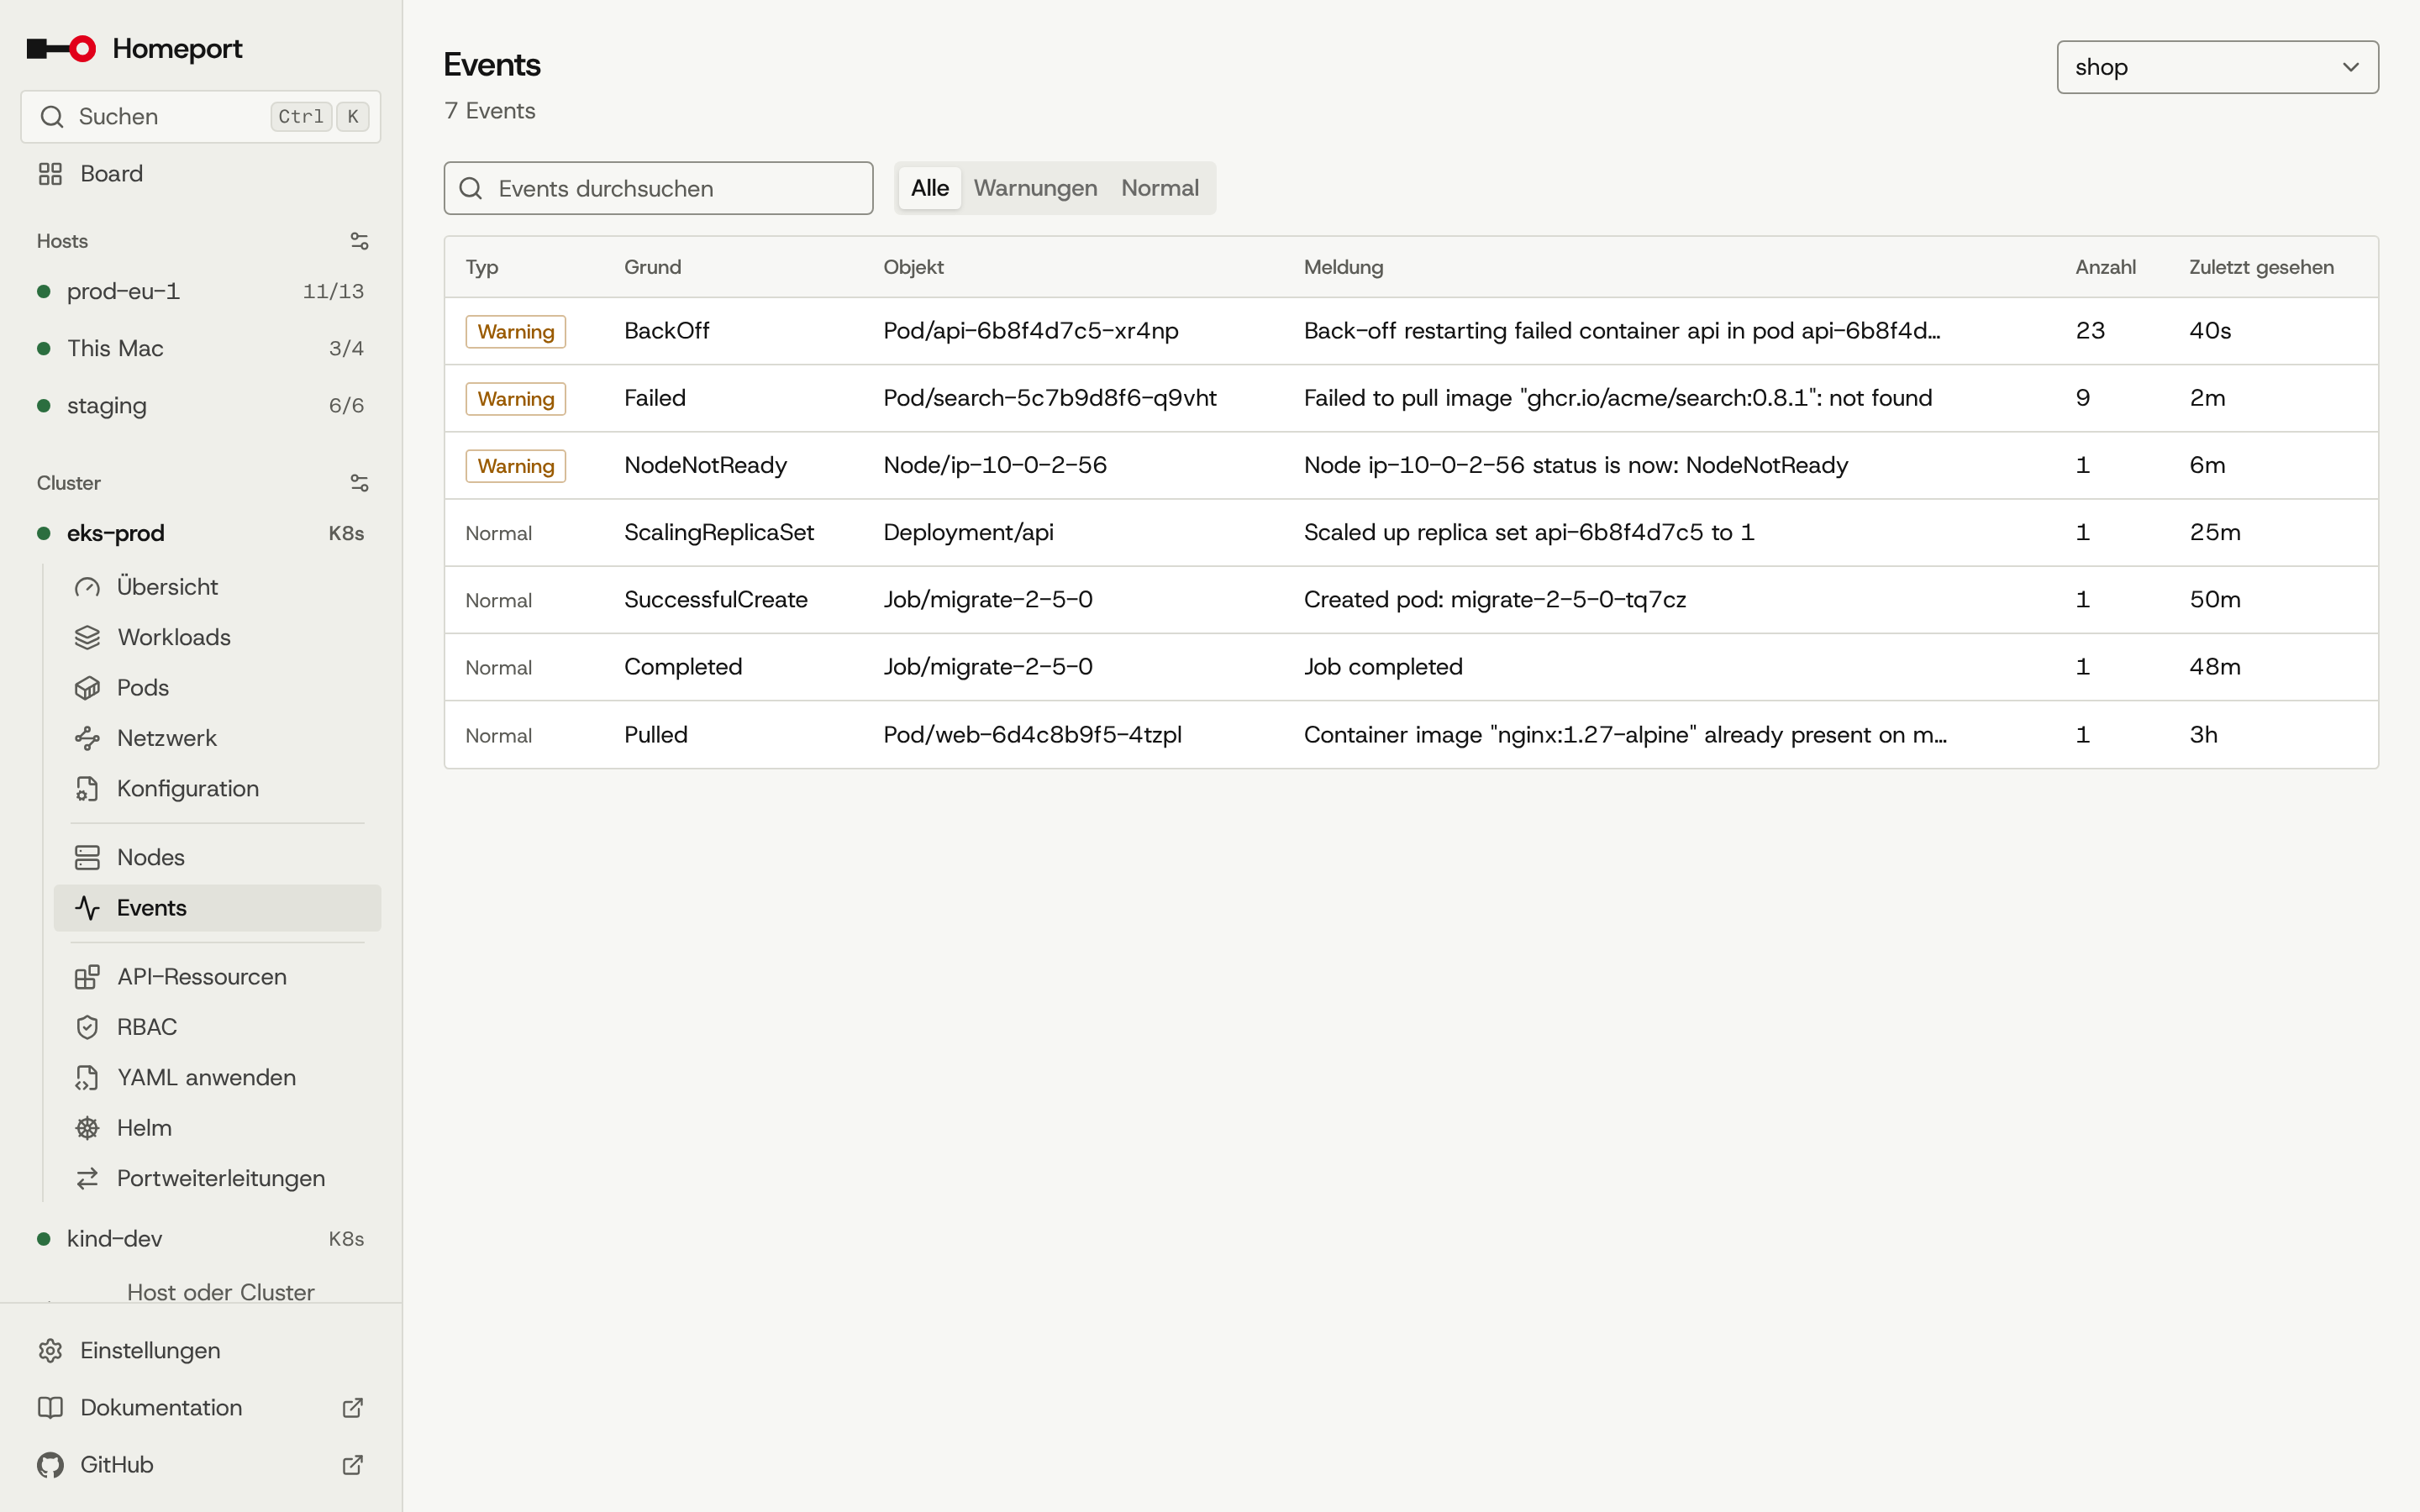 Homeport
Suchen Ctrl K
Board
Hosts
prod-eu-1 11/13
This Mac 3/4
staging 6/6
Cluster
eks-prod K8s
Übersicht
Workloads
Pods
Netzwerk
Konfiguration
Nodes
Events
API-Ressourcen
RBAC
YAML anwenden
Helm
Portweiterleitungen
kind-dev K8s
Host oder Cluster
Einstellungen
Dokumentation
GitHub
Events
7 Events
shop
Events durchsuchen
Alle Warnungen Normal
Typ Grund Objekt Meldung Anzahl Zuletzt gesehen
Warning BackOff Pod/api-6b8f4d7c5-xr4np Back-off restarting failed container api in pod api-6b8f4d... 23 40s
Warning Failed Pod/search-5c7b9d8f6-q9vht Failed to pull image "ghcr.io/acme/search:0.8.1": not found 9 2m
Warning NodeNotReady Node/ip-10-0-2-56 Node ip-10-0-2-56 status is now: NodeNotReady 1 6m
Normal ScalingReplicaSet Deployment/api Scaled up replica set api-6b8f4d7c5 to 1 1 25m
Normal SuccessfulCreate Job/migrate-2-5-0 Created pod: migrate-2-5-0-tq7cz 1 50m
Normal Completed Job/migrate-2-5-0 Job completed 1 48m
Normal Pulled Pod/web-6d4c8b9f5-4tzpl Container image "nginx:1.27-alpine" already present on m... 1 3h